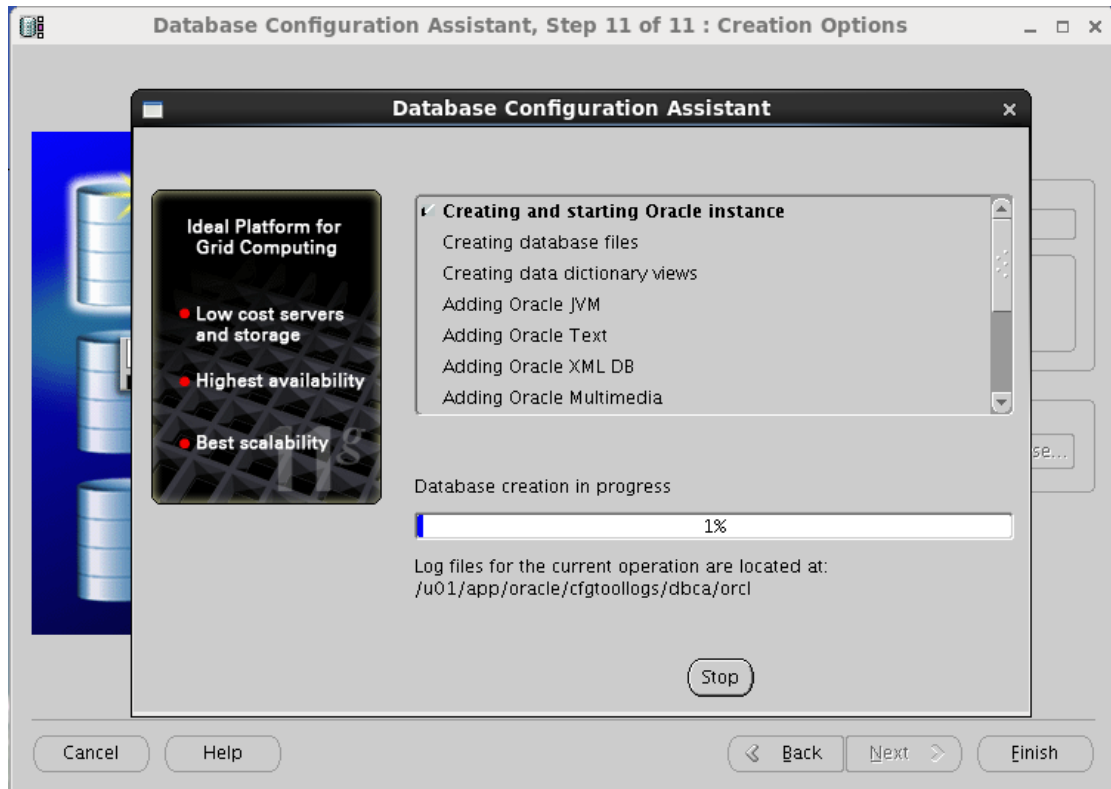 Database Configuration Assistant, Step 11 of 11 : Creation Options
Database Configuration Assistant
Ideal Platform for
Grid Computing
Low cost servers
and storage
Highest availability
Best scalability
11g
Creating and starting Oracle instance
Creating database files
Creating data dictionary views
Adding Oracle JVM
Adding Oracle Text
Adding Oracle XML DB
Adding Oracle Multimedia
se...
Database creation in progress
1%
Log files for the current operation are located at:
/u01/app/oracle/cfgtoollogs/dbca/orcl
Stop
Cancel
Help
Back
Next
Finish